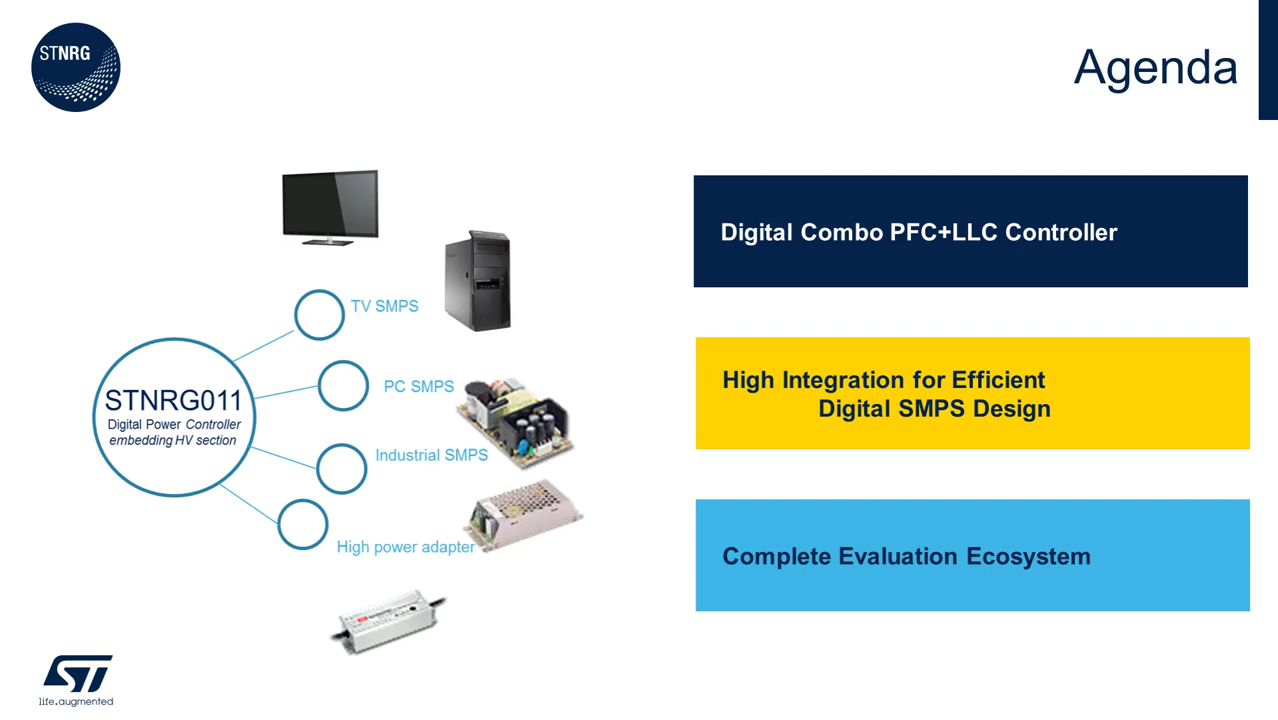 STNRG
Agenda
Digital Combo PFC+LLC Controller
TV SMPS
High Integration for Efficient
Digital SMPS Design
PC SMPS
STNRG011
Digital Power Controller
embedding HV section
Industrial SMPS
High power adapter
Complete Evaluation Ecosystem
ST
life.augmented